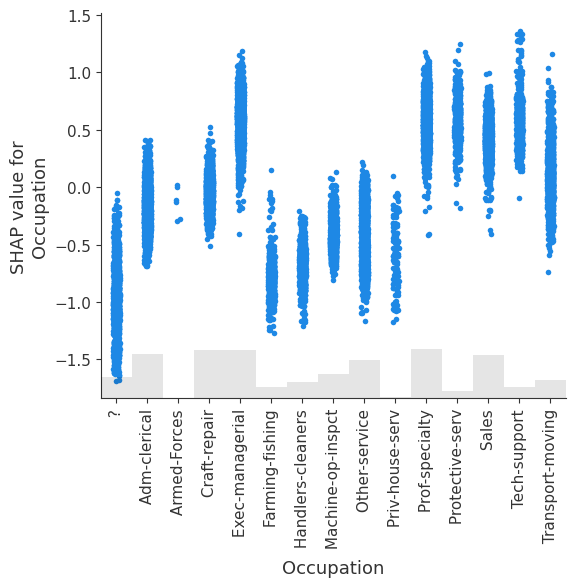 1.5
1.0
0.5
0.0
−0.5
−1.0
−1.5
SHAP value for
Occupation
?
Adm-clerical
Armed-Forces
Craft-repair
Exec-managerial
Farming-fishing
Handlers-cleaners
Machine-op-inspct
Other-service
Priv-house-serv
Prof-specialty
Protective-serv
Sales
Tech-support
Transport-moving
Occupation